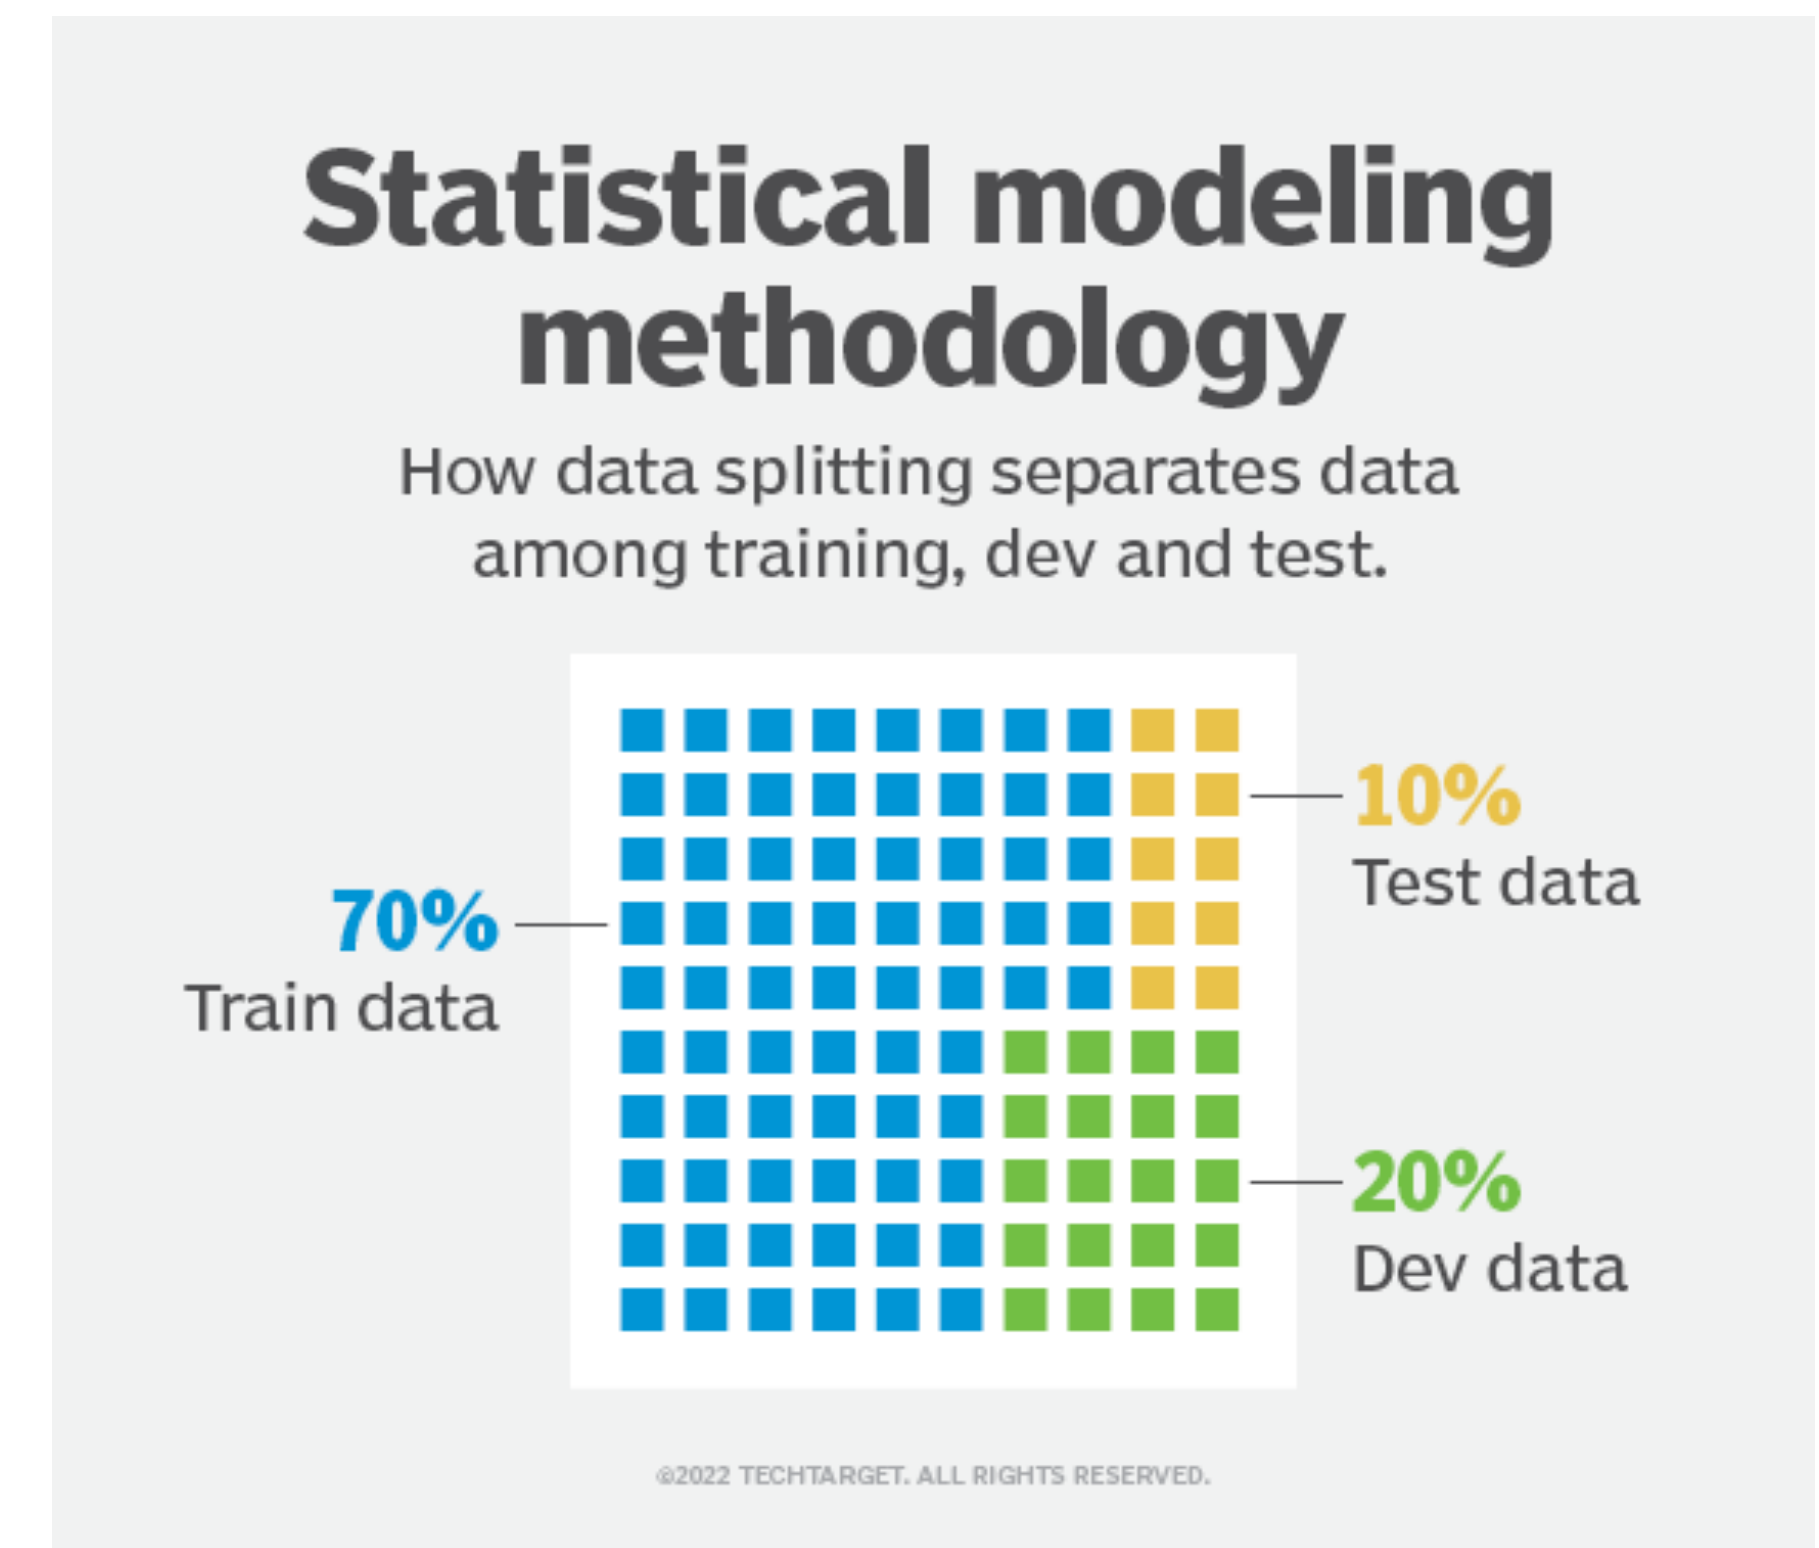 Statistical modeling
methodology
How data splitting separates data
among training, dev and test.
10%
Test data
70%
Train data
20%
Dev data
©2022 TECHTARGET. ALL RIGHTS RESERVED.